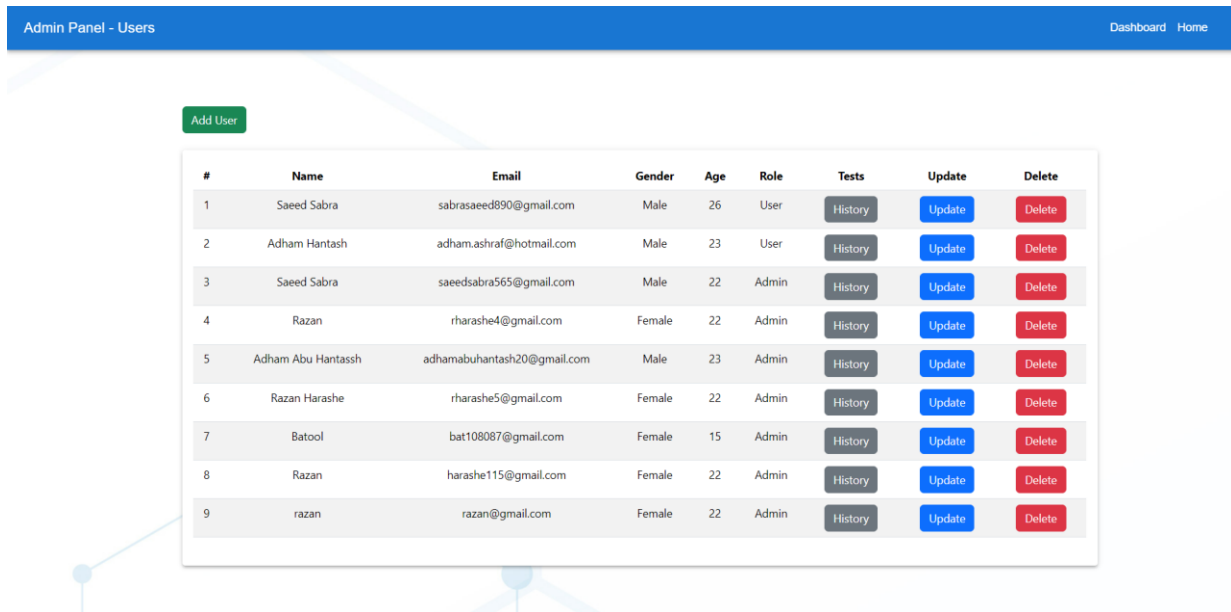 Admin Panel - Users Dashboard Home
Add User
# Name Email Gender Age Role Tests Update Delete
1 Saeed Sabra sabrasaeed890@gmail.com Male 26 User History Update Delete
2 Adham Hantash adham.ashraf@hotmail.com Male 23 User History Update Delete
3 Saeed Sabra saeedsabra565@gmail.com Male 22 Admin History Update Delete
4 Razan rharashe4@gmail.com Female 22 Admin History Update Delete
5 Adham Abu Hantassh adhamabuhantash20@gmail.com Male 23 Admin History Update Delete
6 Razan Harashe rharashe5@gmail.com Female 22 Admin History Update Delete
7 Batool bat108087@gmail.com Female 15 Admin History Update Delete
8 Razan harashe115@gmail.com Female 22 Admin History Update Delete
9 razan razan@gmail.com Female 22 Admin History Update Delete